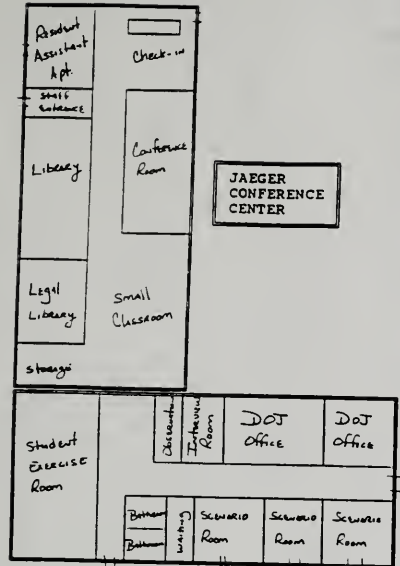 Resident
Assistant
Apt.
Check-in
Staff
Entrance
Library
Conference
Room
JAEGER
CONFERENCE
CENTER
Legal
Library
Small
Classroom
Storage
Student
Exercise
Room
Observation
Interview
Room
DOJ
Office
DOJ
Office
Bathroom
Bathroom
Waiting
Scenario
Room
Scenario
Room
Scenario
Room